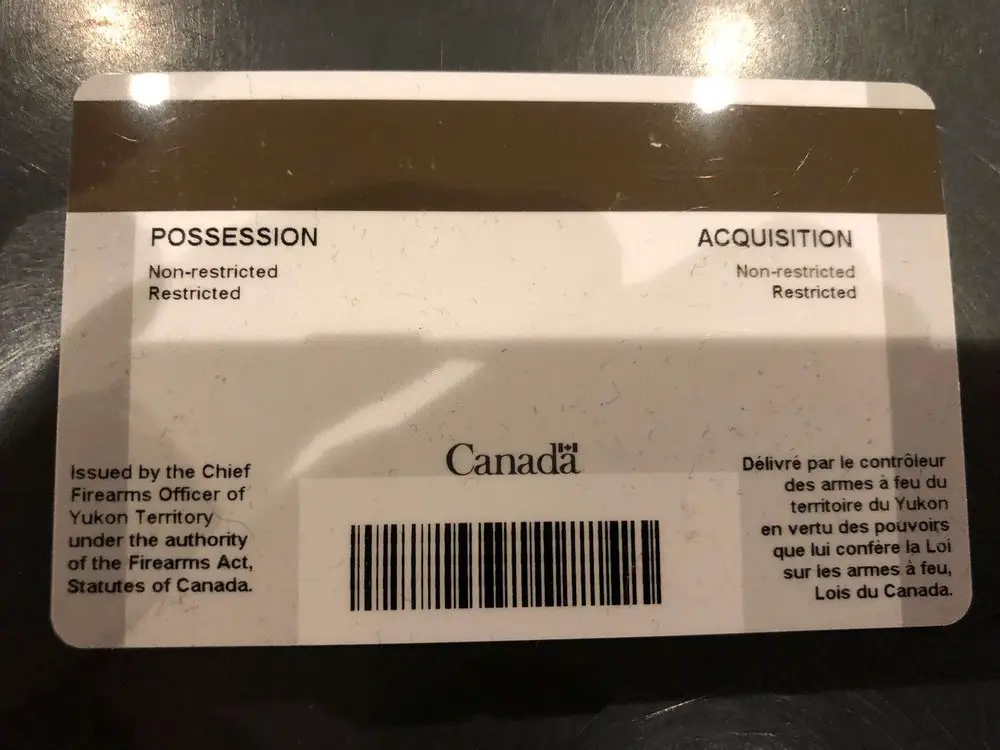 POSSESSION
Non-restricted
Restricted
ACQUISITION
Non-restricted
Restricted
Canada
Issued by the Chief
Firearms Officer of
Yukon Territory
under the authority
of the Firearms Act,
Statutes of Canada.
Délivré par le contrôleur
des armes à feu du
territoire du Yukon
en vertu des pouvoirs
que lui confère la Loi
sur les armes à feu,
Lois du Canada.